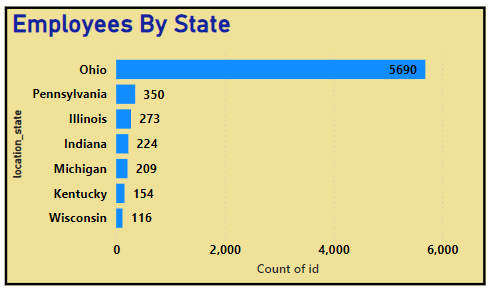 Employees By State
location_state
Ohio 5690
Pennsylvania 350
Illinois 273
Indiana 224
Michigan 209
Kentucky 154
Wisconsin 116
0 2,000 4,000 6,000
Count of id